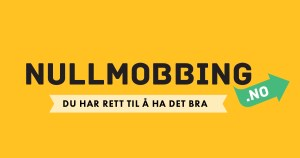 NULLMOBBING
.NO
DU HAR RETT TIL Å HA DET BRA